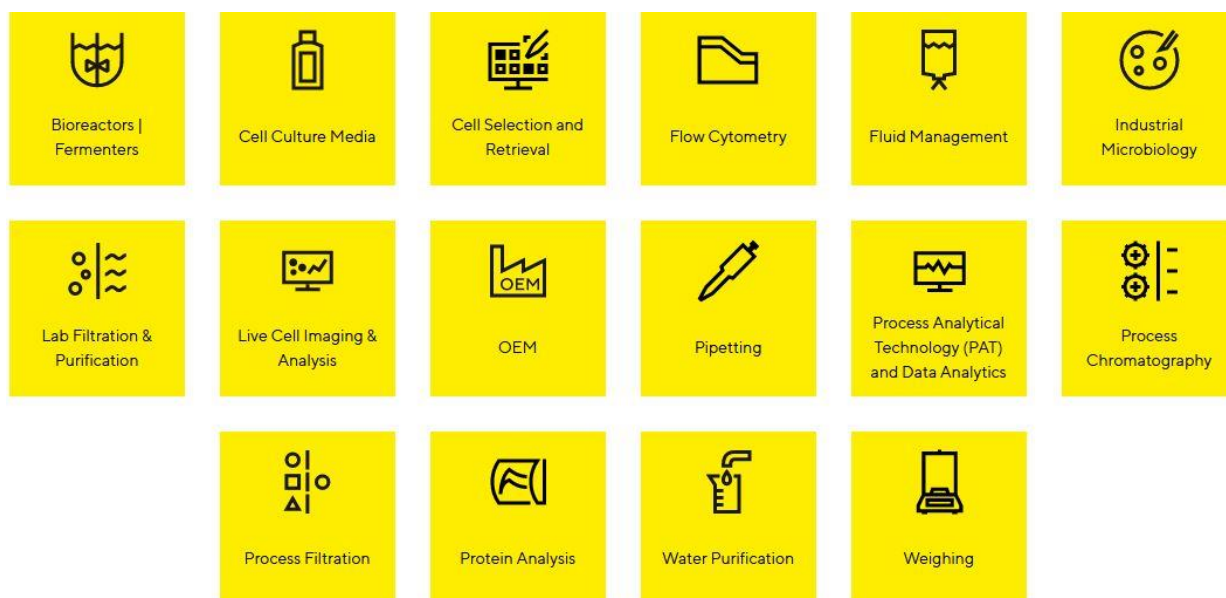 Bioreactors |
Fermenters
Cell Culture Media
Cell Selection and
Retrieval
Flow Cytometry
Fluid Management
Industrial
Microbiology
Lab Filtration &
Purification
Live Cell Imaging &
Analysis
OEM
OEM
Pipetting
Process Analytical
Technology (PAT)
and Data Analytics
Process
Chromatography
Process Filtration
Protein Analysis
Water Purification
Weighing